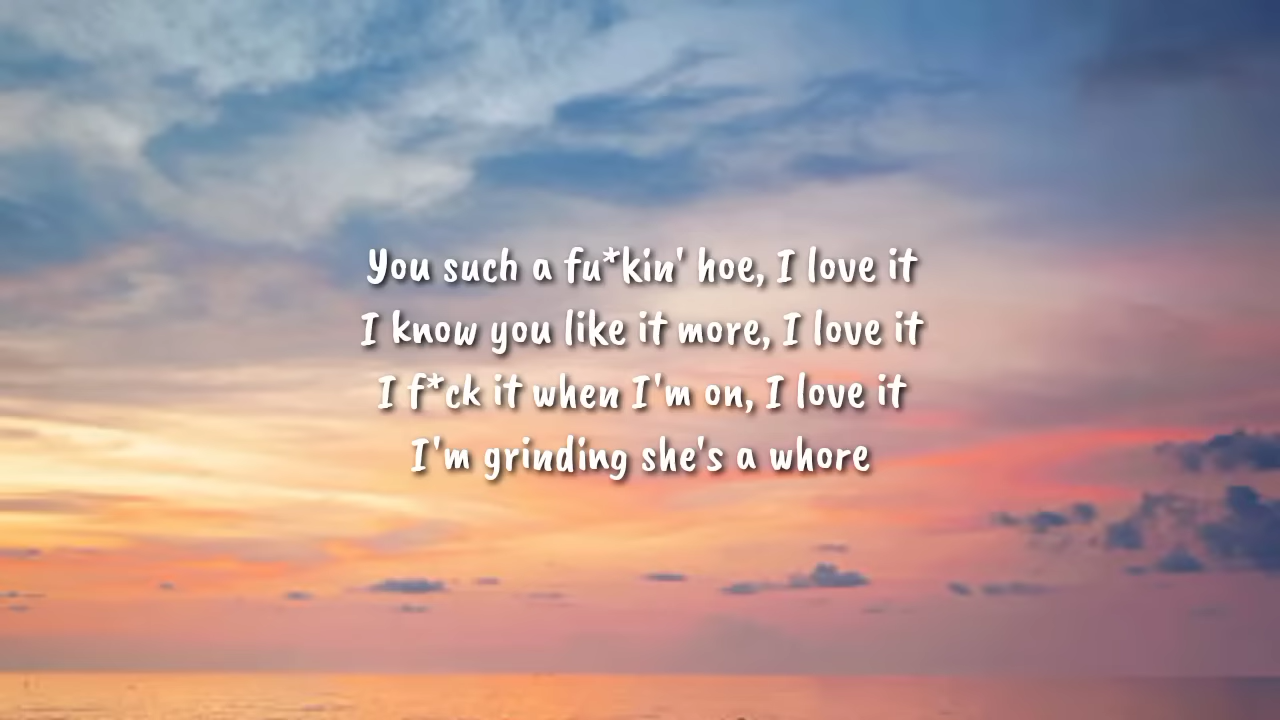 You such a fu*kin' hoe, I love it
I know you like it more, I love it
I f*ck it when I'm on, I love it
I'm grinding she's a whore